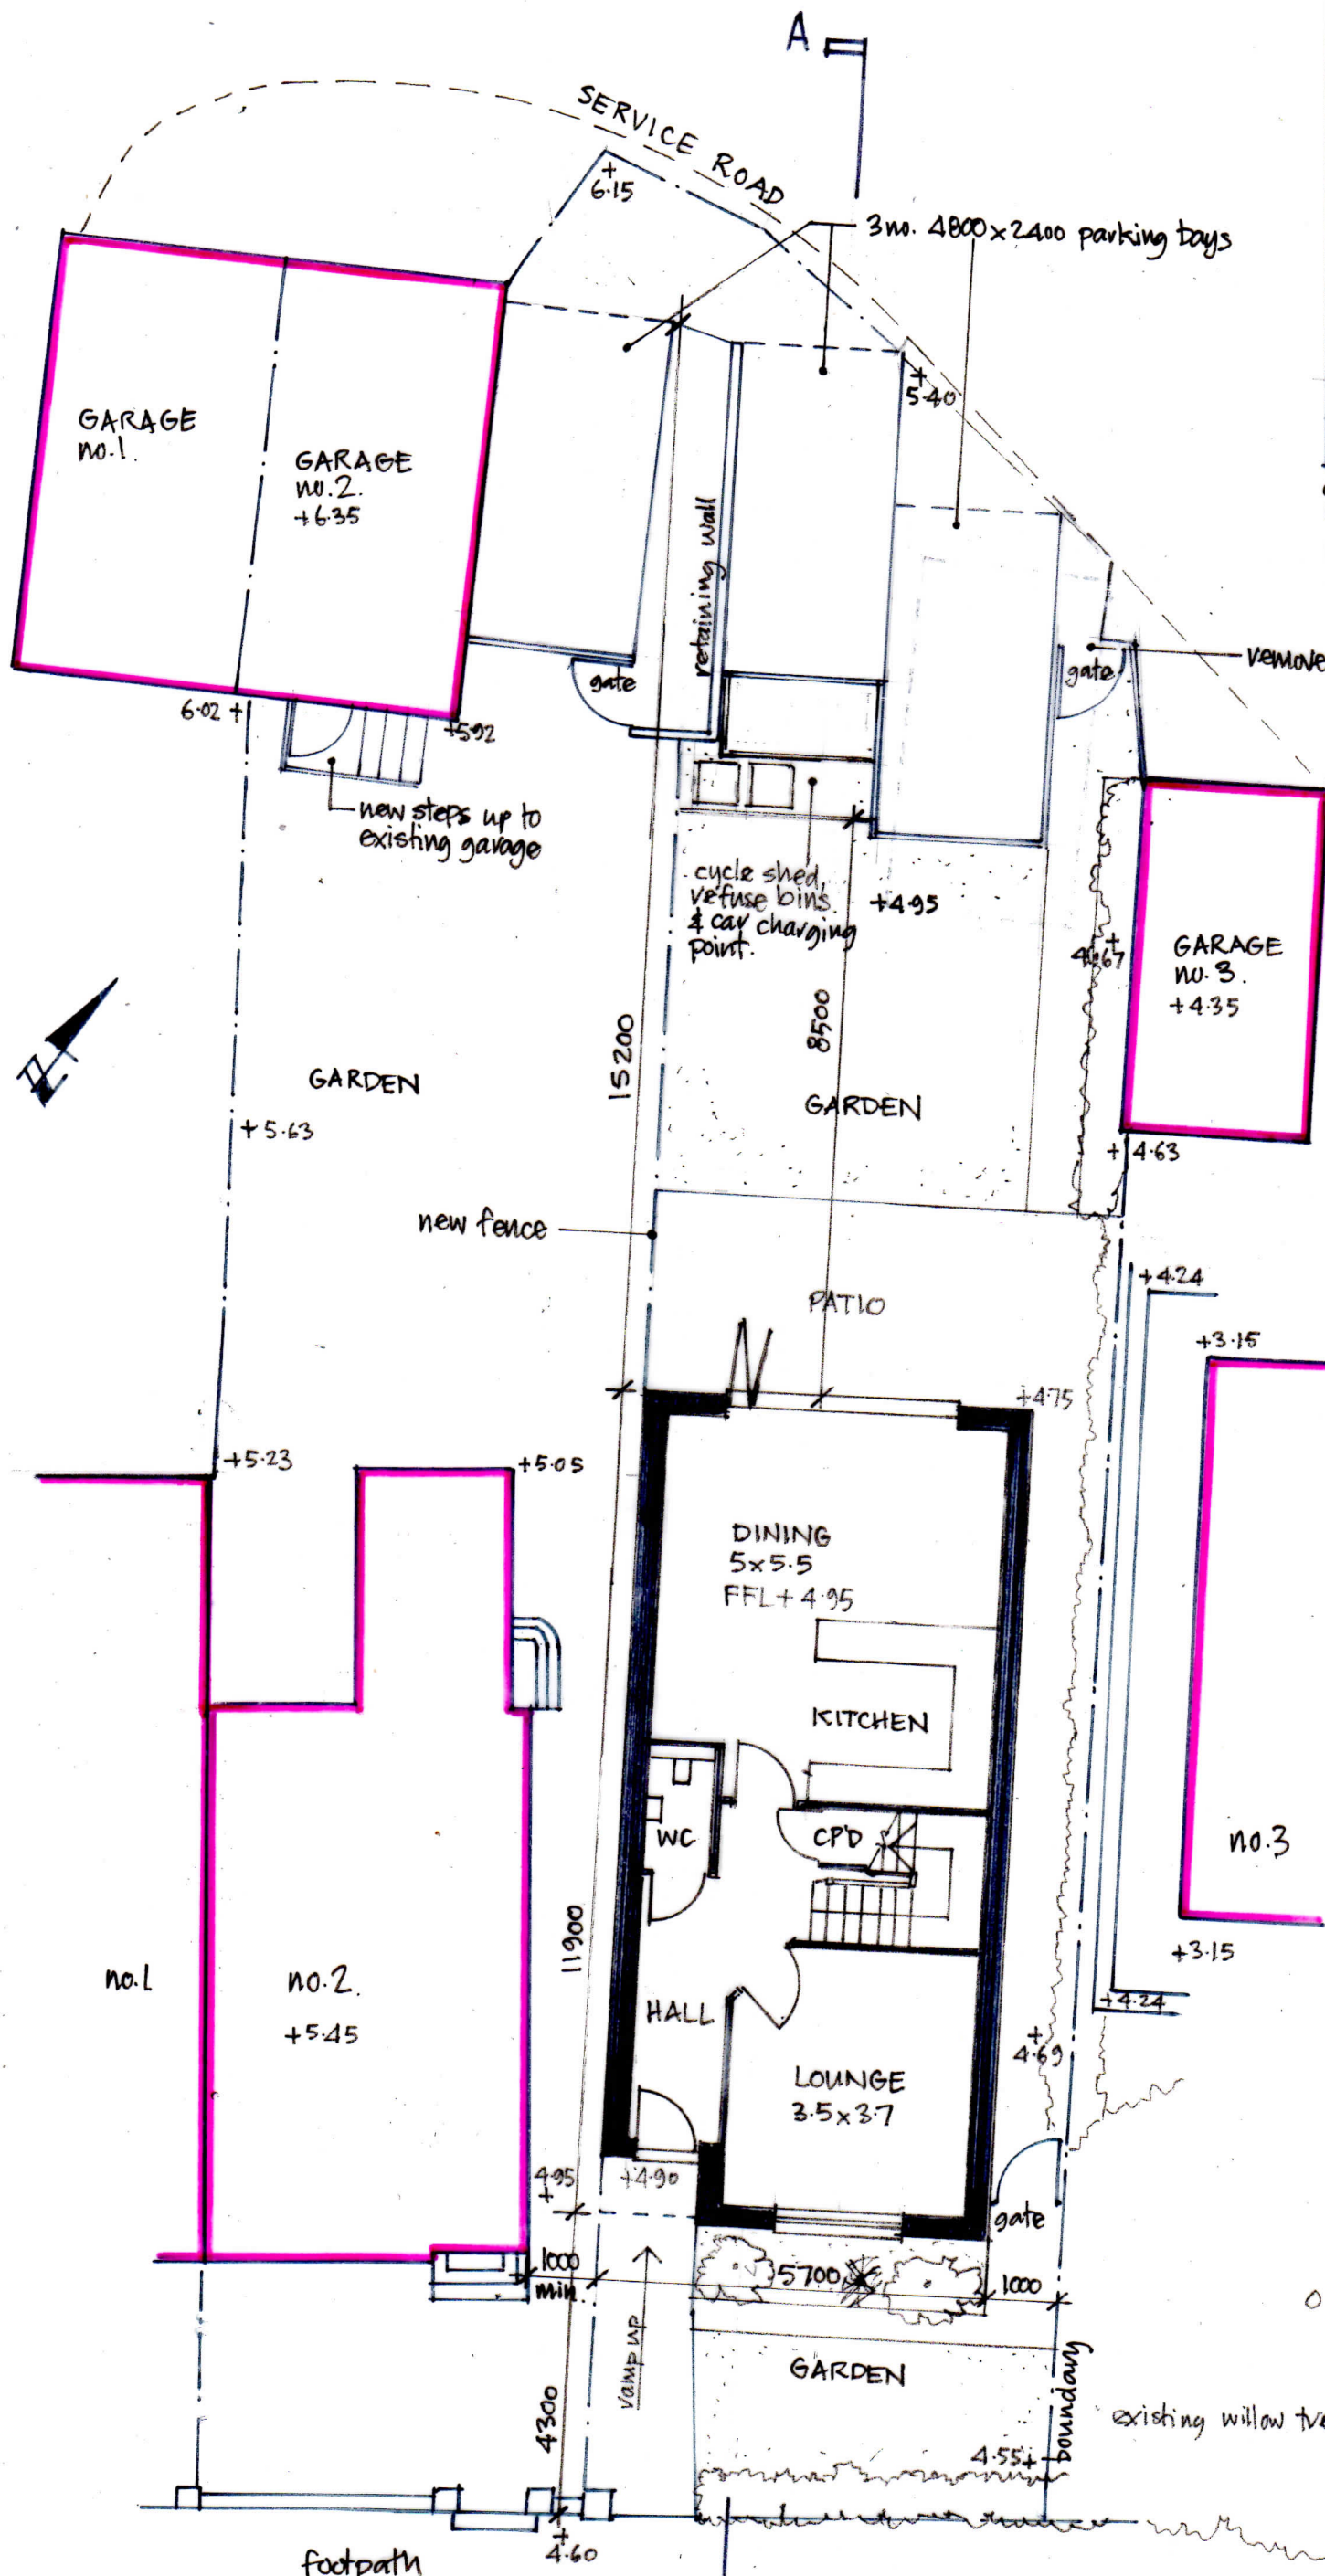 A
SERVICE ROAD
+
6.15
3no. 4800x2400 parking bays
+
5.40
GARAGE
no.1.
GARAGE
no.2.
+6.35
retaining wall
gate
gate
remove
6.02 +
+5.92
new steps up to
existing garage
cycle shed,
refuse bins.
& car charging
point.
+4.95
+
4.67
GARAGE
no.3.
+4.35
15200
8500
GARDEN
GARDEN
+5.63
+4.63
new fence
N
PATIO
+4.24
+3.15
+4.75
+5.23
+5.05
DINING
5x5.5
FFL+4.95
KITCHEN
WC
CP'D
no.3
11900
no.1
no.2.
+5.45
HALL
+3.15
+4.24
+
4.69
LOUNGE
3.5x3.7
4.95
+
+4.90
gate
1000
min.
5700
1000
ramp up
GARDEN
boundary
4300
existing willow tre
4.55+
+
4.60
footpath